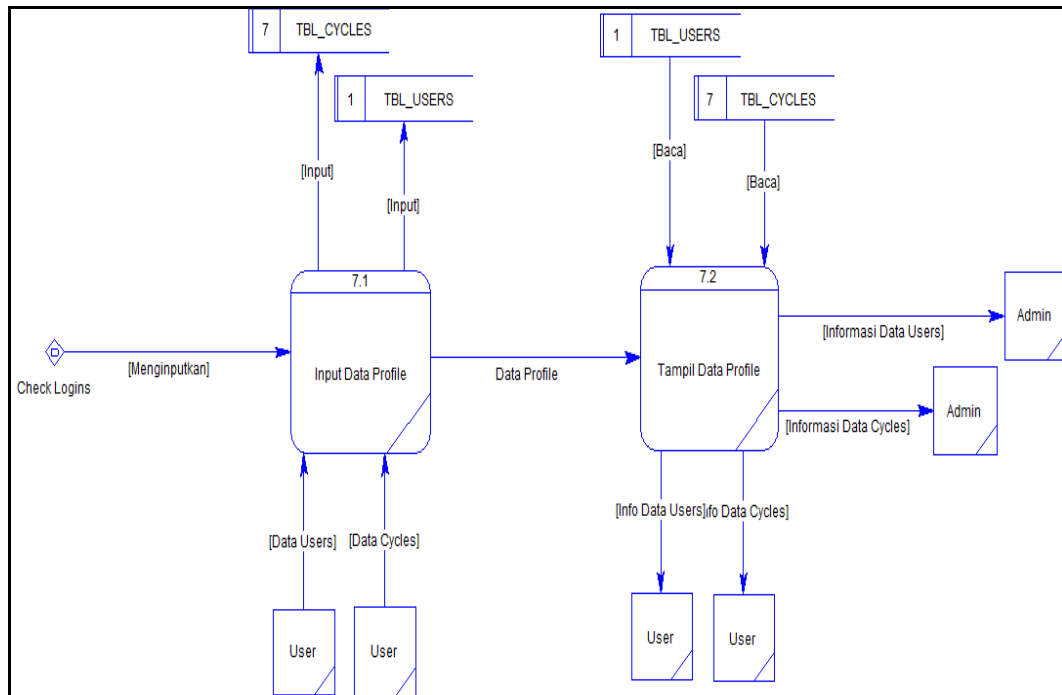 7 TBL_CYCLES
1 TBL_USERS
1 TBL_USERS
7 TBL_CYCLES
[Input]
[Input]
[Baca]
[Baca]
7.1
Input Data Profile
7.2
Tampil Data Profile
Check Logins
[Menginputkan]
Data Profile
[Informasi Data Users]
Admin
[Informasi Data Cycles]
Admin
[Data Users]
[Data Cycles]
[Info Data Users]
fo Data Cycles]
User
User
User
User